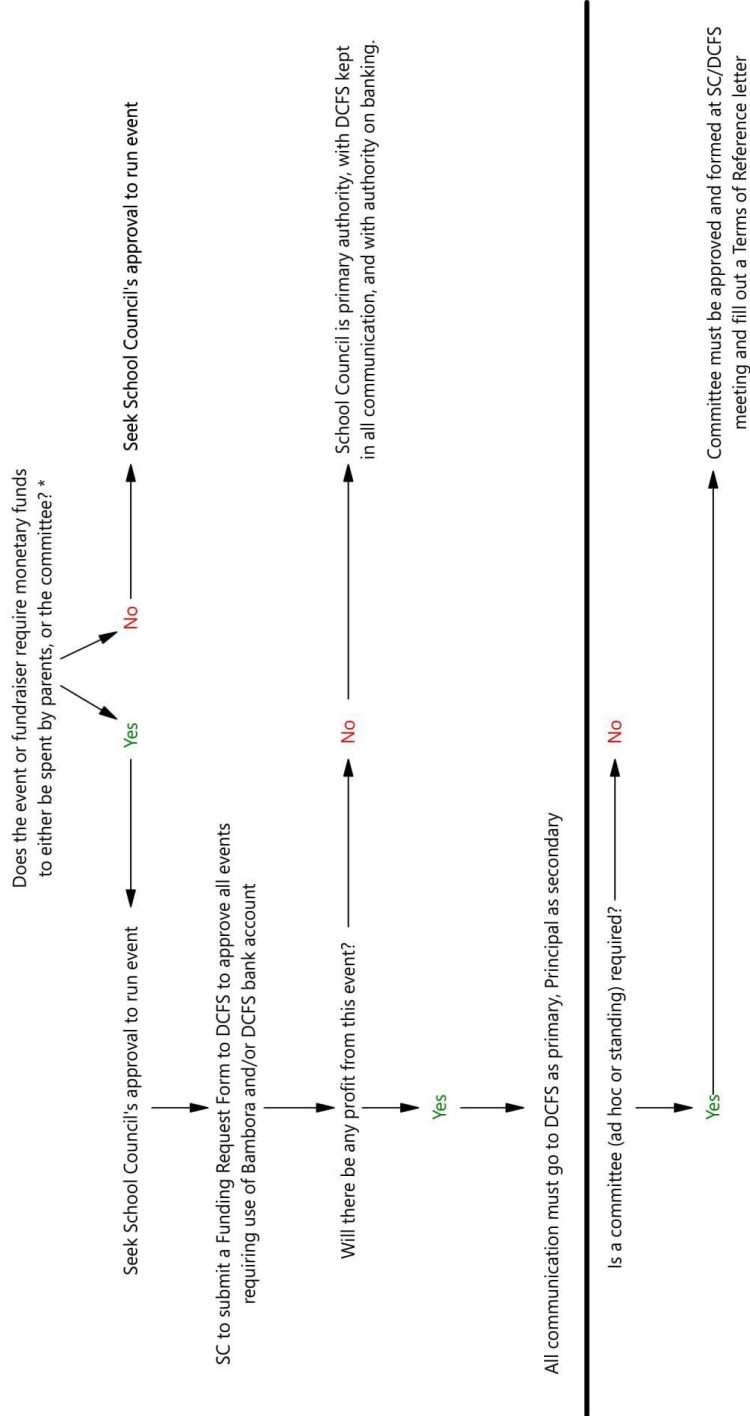 Does the event or fundraiser require monetary funds
to either be spent by parents, or the committee? *
Yes
No
Seek School Council's approval to run event
Seek School Council's approval to run event
SC to submit a Funding Request Form to DCFS to approve all events
requiring use of Bambora and/or DCFS bank account
Will there be any profit from this event?
No
School Council is primary authority, with DCFS kept
in all communication, and with authority on banking.
Yes
All communication must go to DCFS as primary, Principal as secondary
Is a committee (ad hoc or standing) required?
No
Yes
Committee must be approved and formed at SC/DCFS
meeting and fill out a Terms of Reference letter